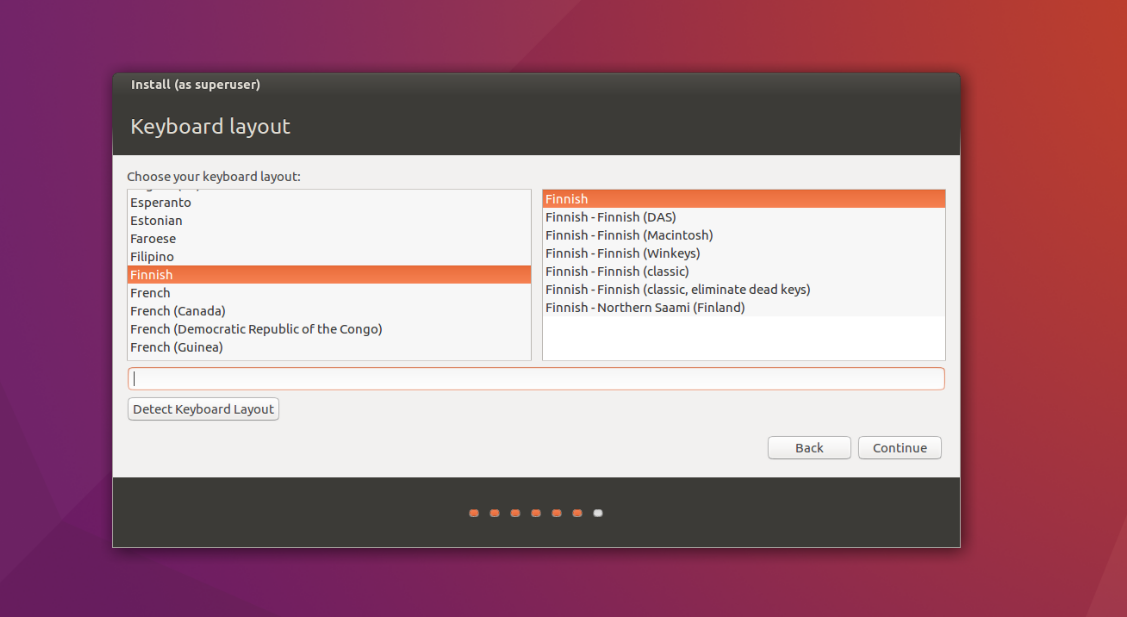 Install (as superuser)
Keyboard layout
Choose your keyboard layout:
Esperanto
Estonian
Faroese
Filipino
Finnish
French
French (Canada)
French (Democratic Republic of the Congo)
French (Guinea)
Finnish
Finnish - Finnish (DAS)
Finnish - Finnish (Macintosh)
Finnish - Finnish (Winkeys)
Finnish - Finnish (classic)
Finnish - Finnish (classic, eliminate dead keys)
Finnish - Northern Saami (Finland)
Detect Keyboard Layout
Back
Continue